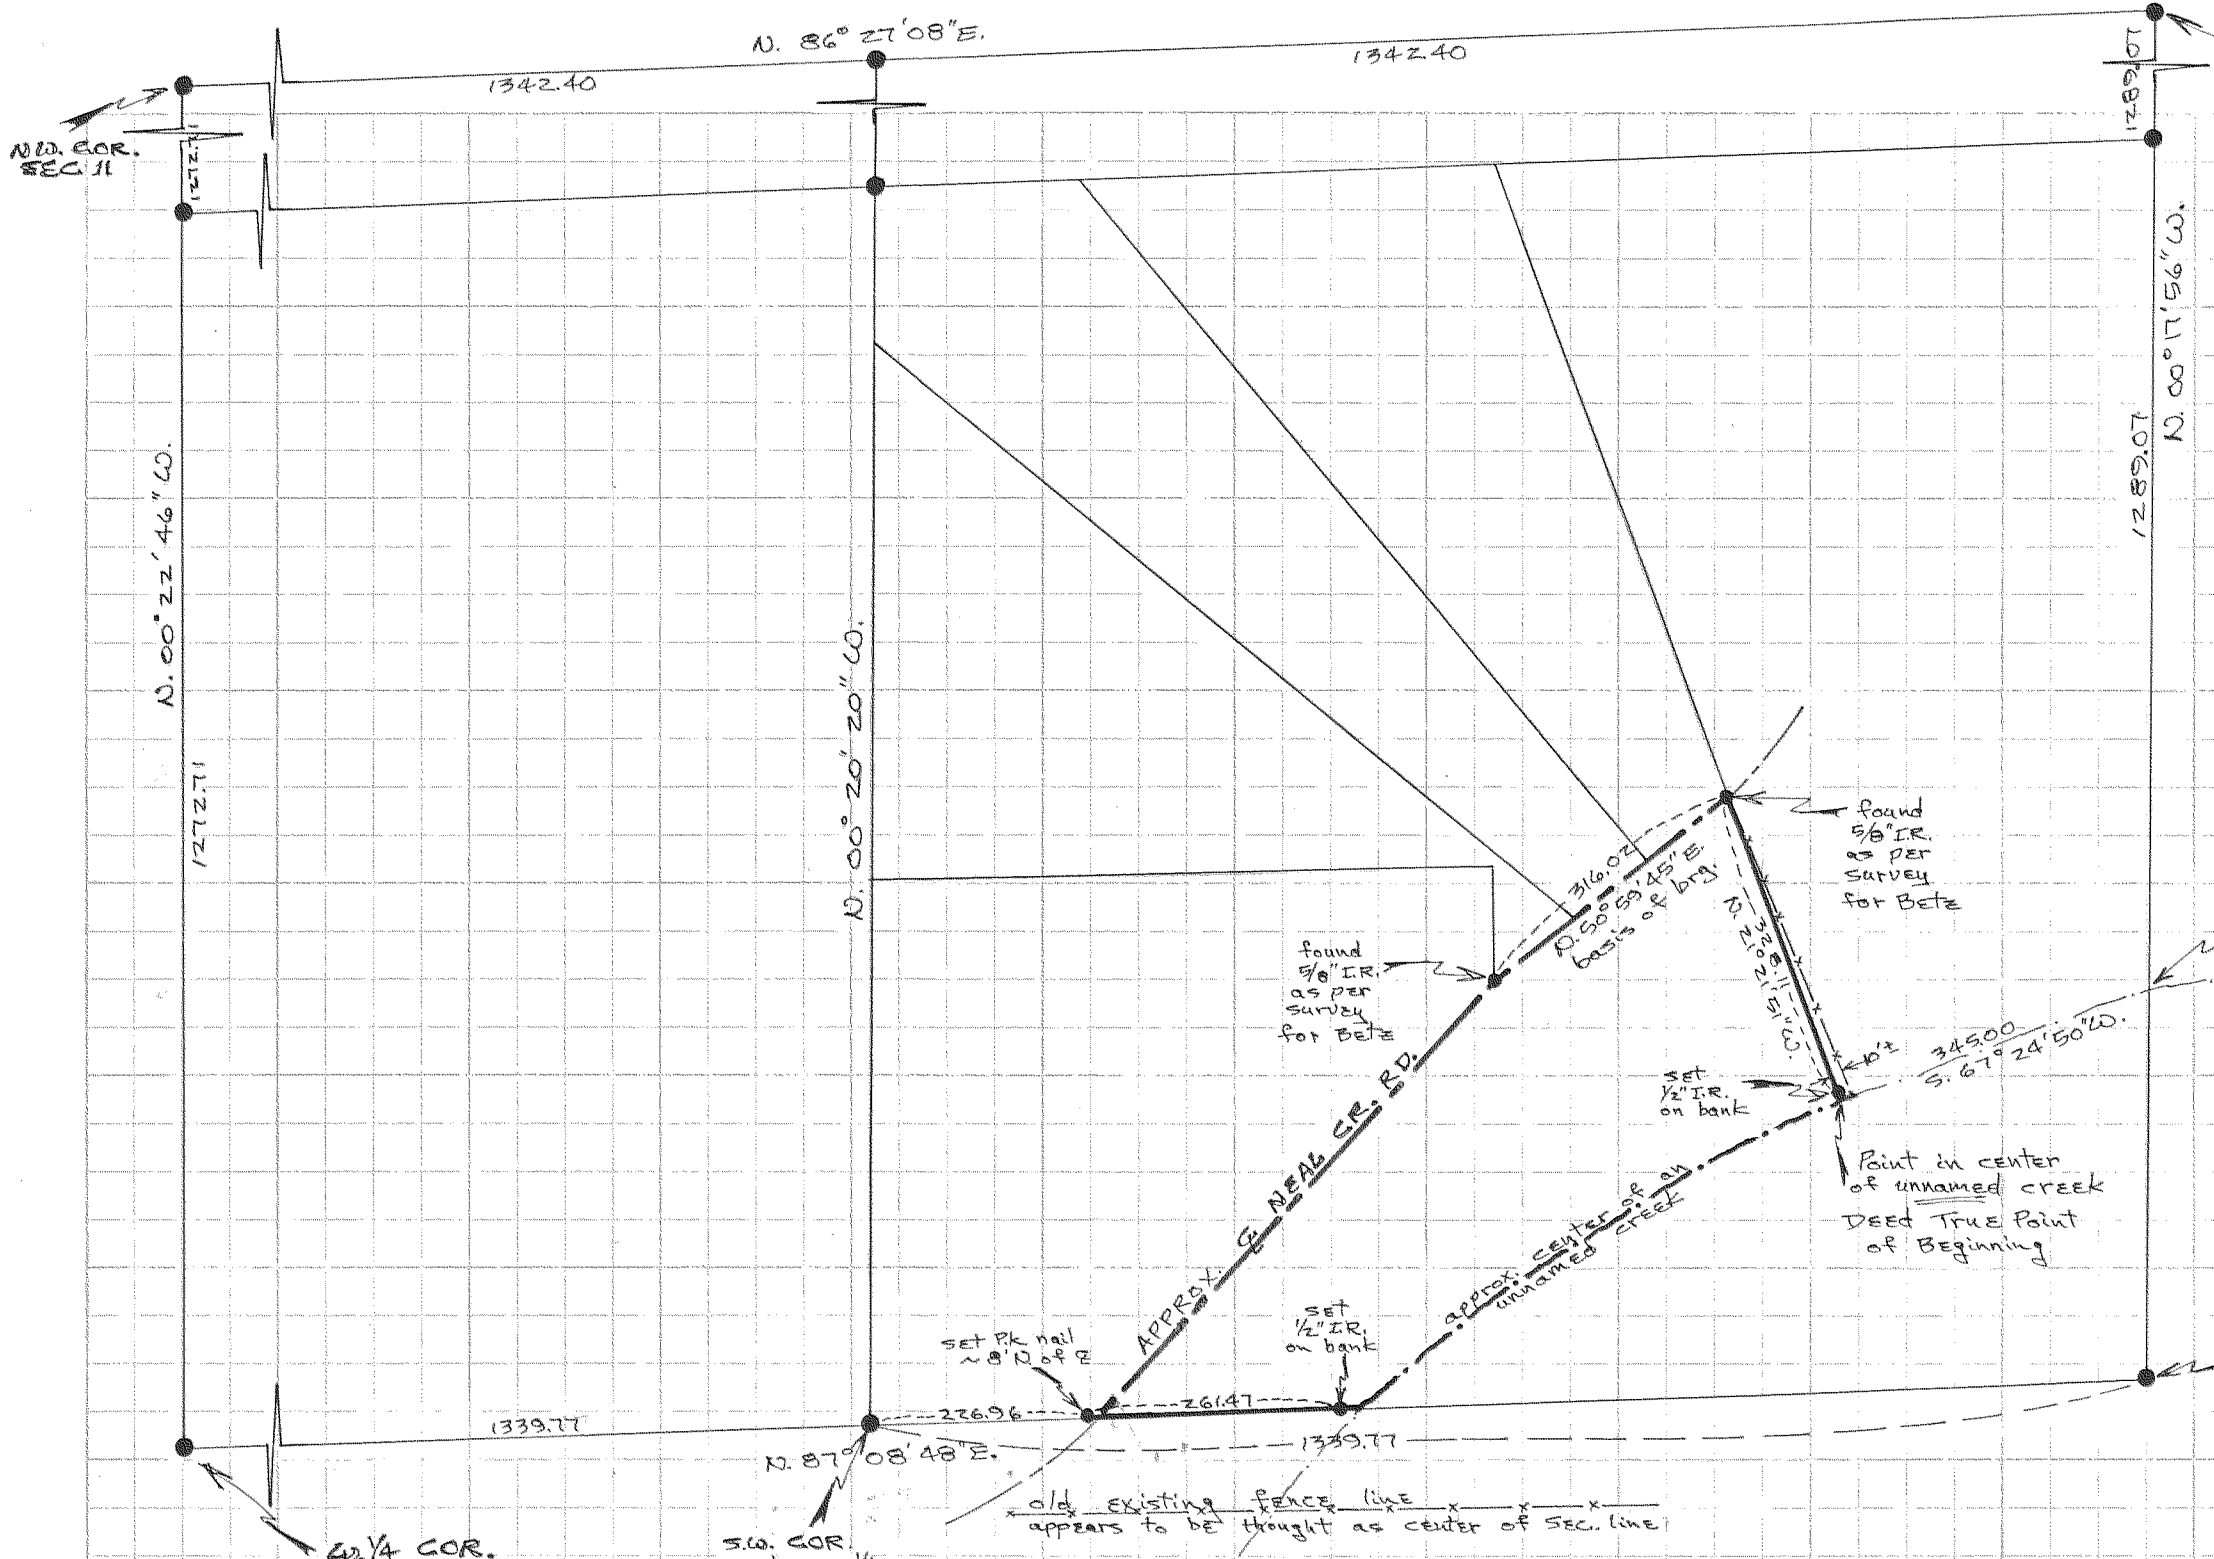 N. 86° 27' 08" E.
1342.40
1342.40
1289.07
N.W. COR.
SEC. 11
1272.71
N. 00° 17' 56" W.
1289.07
N. 00° 22' 46" W.
1272.71
N. 00° 20' 20" W.
found
5/8" I.R.
as per
survey
for Betz
316.02
N. 50° 59' 45" E.
basis of brg.
328.11
N. 21° 21' 51" W.
found
5/8" I.R.
as per
survey
for Betz
345.00
S. 67° 24' 50" W.
10'±
set
1/2" I.R.
on bank
Point in center
of unnamed creek
Deed True Point
of Beginning
APPROX. ℄ NEAL CR. RD.
approx. center of an
unnamed creek
set
1/2" I.R.
on bank
set P.K. nail
~ 8' N of ℄
226.96
261.47
1339.77
1339.77
N. 87° 08' 48" E.
old existing fence line
appears to be thought as center of SEC. line
W 1/4 COR.
S.W. COR.